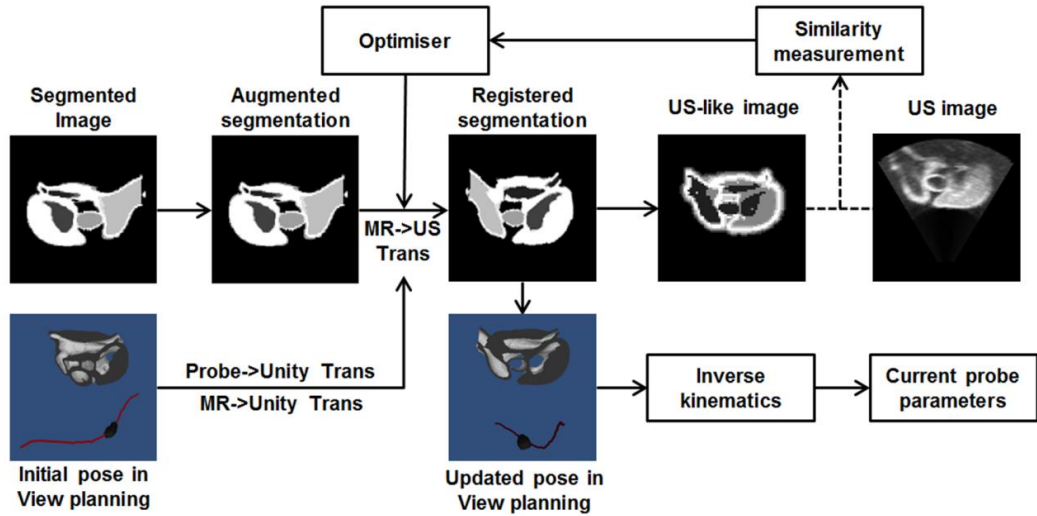 Optimiser
Similarity
measurement
Segmented
Image
Augmented
segmentation
Registered
segmentation
US-like image
US image
MR->US
Trans
Probe->Unity Trans
MR->Unity Trans
Inverse
kinematics
Current probe
parameters
Initial pose in
View planning
Updated pose in
View planning